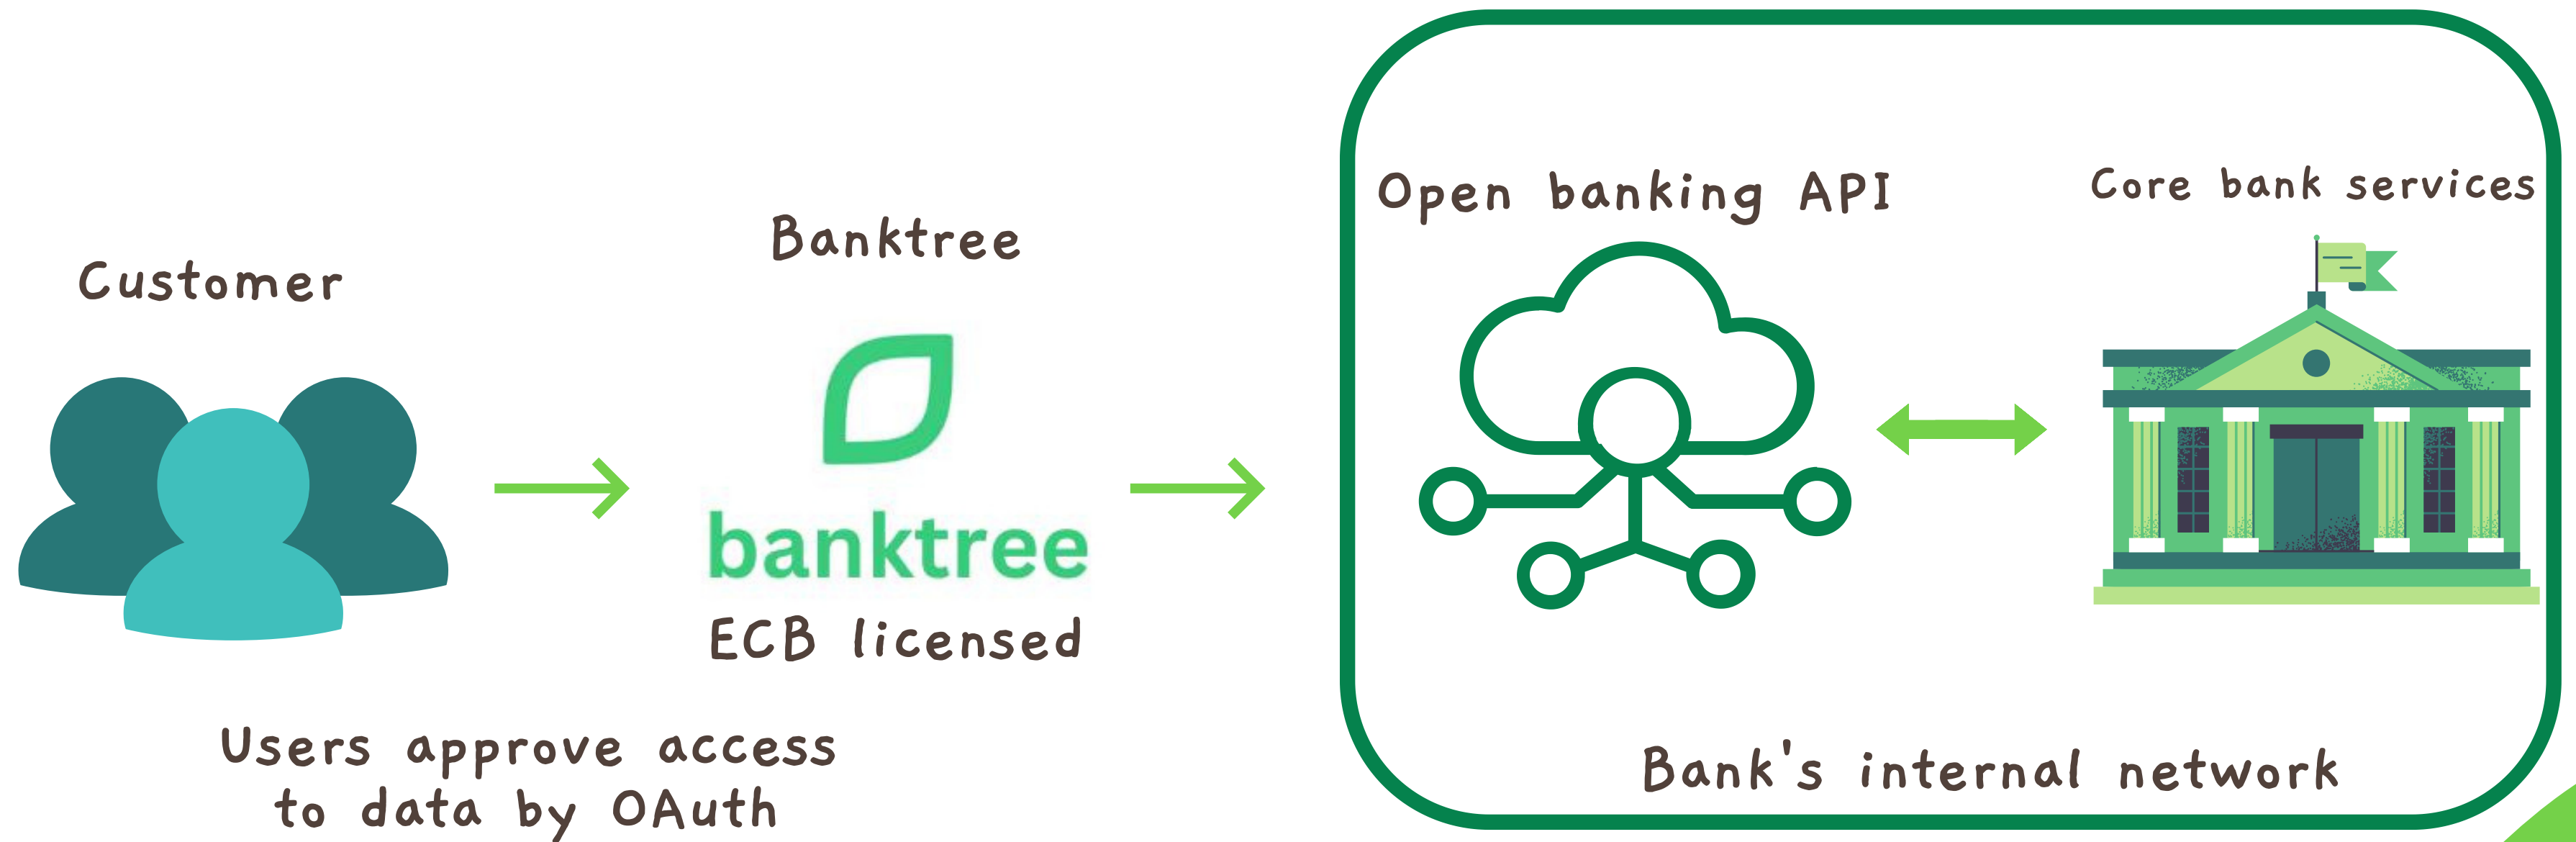 Customer
Banktree
banktree
ECB licensed
Users approve access
to data by OAuth
Open banking API
Core bank services
Bank's internal network